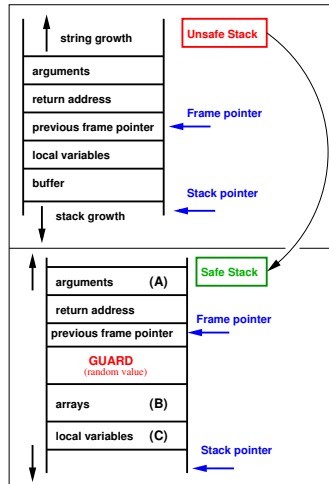 string growth
Unsafe Stack
arguments
return address
Frame pointer
previous frame pointer
local variables
buffer
Stack pointer
stack growth
arguments (A)
Safe Stack
return address
Frame pointer
previous frame pointer
GUARD
(random value)
arrays (B)
local variables (C)
Stack pointer